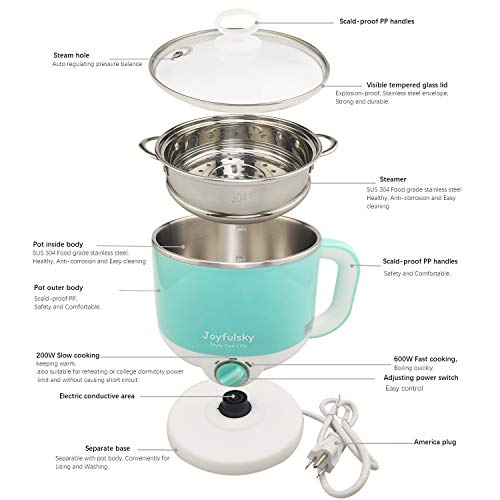 Scald-proof PP handles
Steam hole
Auto regulating pressure balance
Visible tempered glass lid
Explosion-proof, Stainless steel envelope,
Strong and durable.
304
Steamer
SUS 304 Food grade stainless steel
Healthy, Anti-corrosion and Easy
cleaning
Pot inside body
SUS 304 Food grade stainless steel,
Healthy, Anti-corrosion and Easy cleaning
Scald-proof PP handles
Safety and Comfortable.
Pot outer body
Scald-proof PP,
Safety and Comfortable.
Joyfulsky
Enjoy Your Life
200W Slow cooking
keeping warm,
also suitable for reheating or college dormitory power
limit and without causing short circuit
600W Fast cooking,
Boiling quickly.
Adjusting power switch
Easy control
Electric conductive area
America plug
Separate base
Separable with pot body. Conveniently for
Using and Washing.